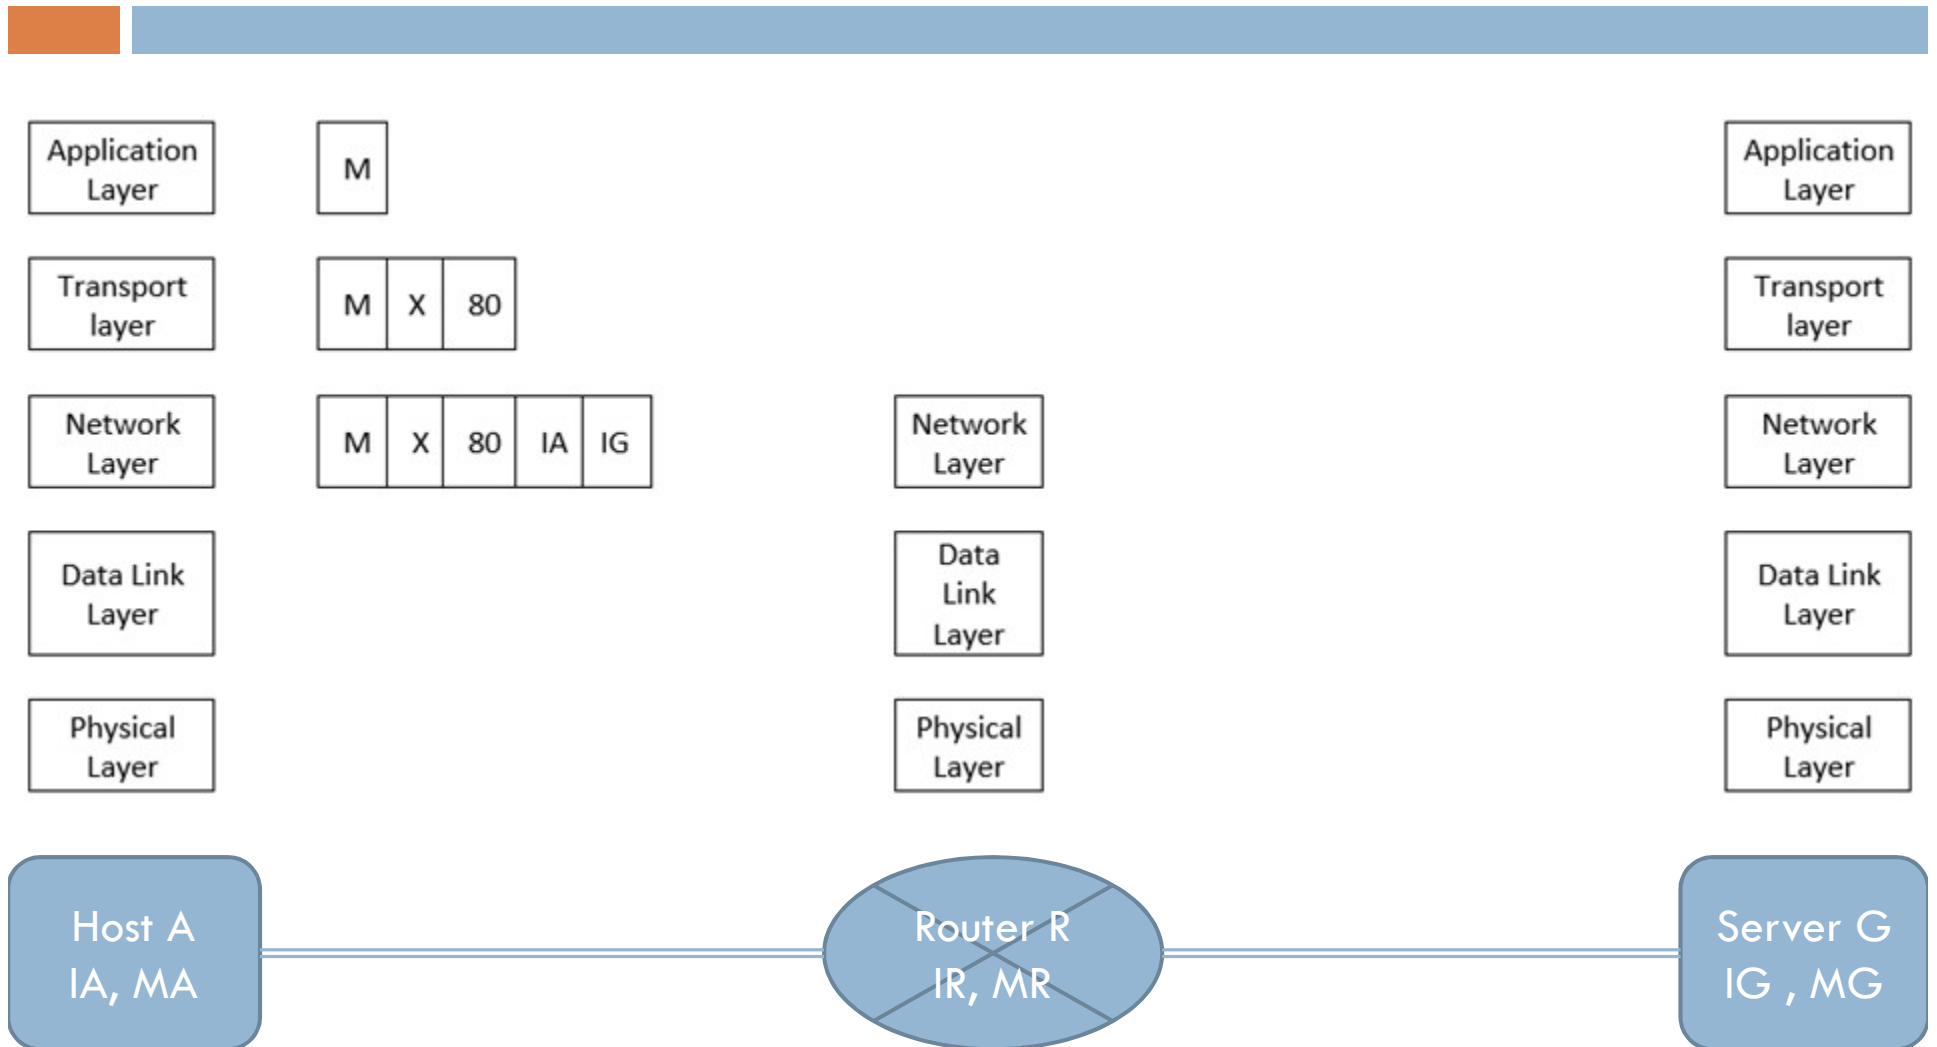 Application
Layer
M
Application
Layer
Transport
layer
M X 80
Transport
layer
Network
Layer
M X 80 IA IG
Network
Layer
Network
Layer
Data Link
Layer
Data
Link
Layer
Data Link
Layer
Physical
Layer
Physical
Layer
Physical
Layer
Host A
IA, MA
Router R
IR, MR
Server G
IG , MG